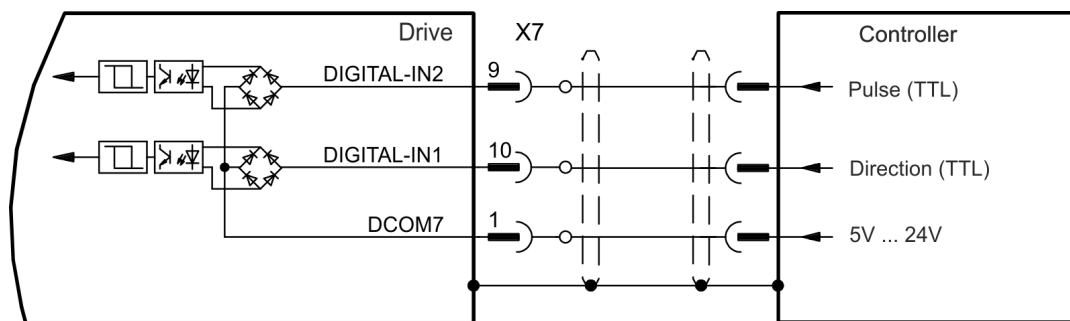 Drive X7 Controller
DIGITAL-IN2 9 Pulse (TTL)
DIGITAL-IN1 10 Direction (TTL)
DCOM7 1 5V ... 24V